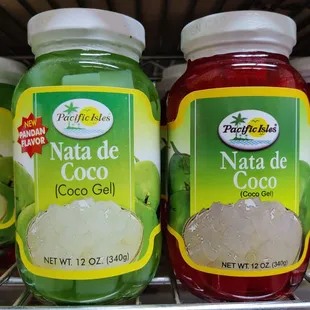 NEW
PANDAN
FLAVOR
Pacific Isles
Nata de
Coco
(Coco Gel)
NET WT. 12 OZ. (340g)
Pacific Isles
Nata de
Coco
(Coco Gel)
NET WT. 12 OZ. (340g)